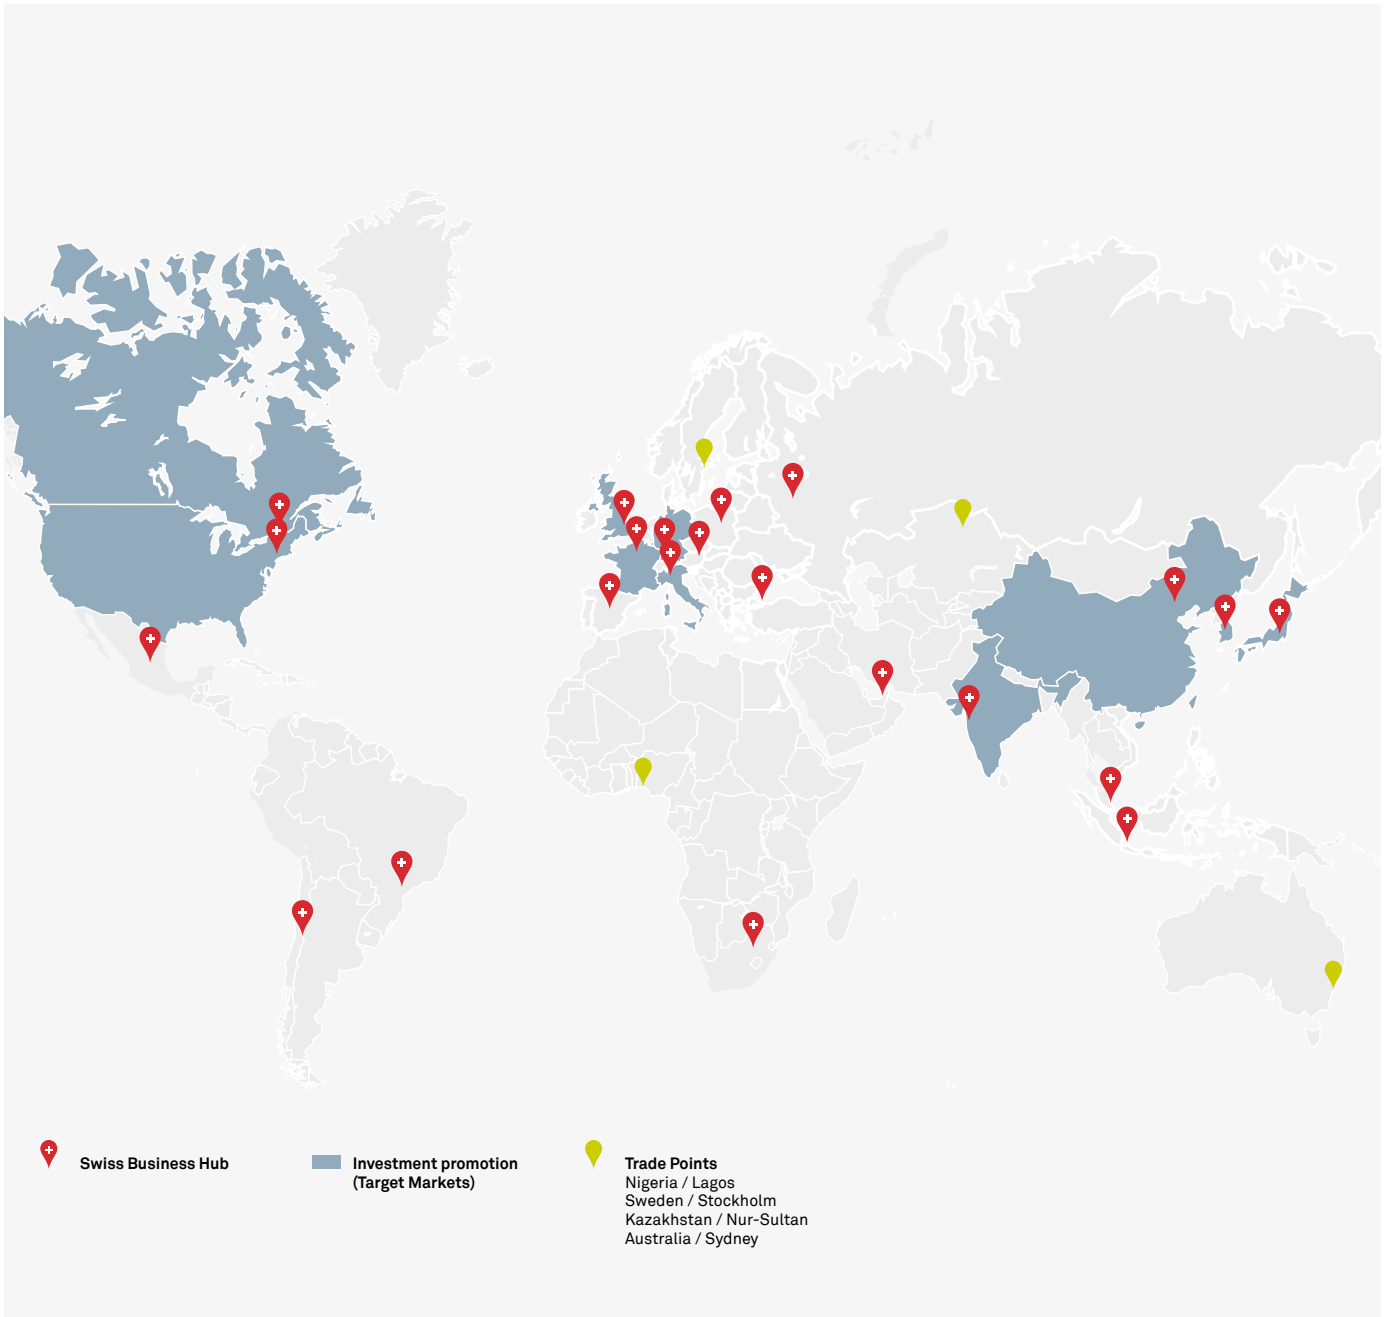 Swiss Business Hub
Investment promotion
(Target Markets)
Trade Points
Nigeria / Lagos
Sweden / Stockholm
Kazakhstan / Nur-Sultan
Australia / Sydney